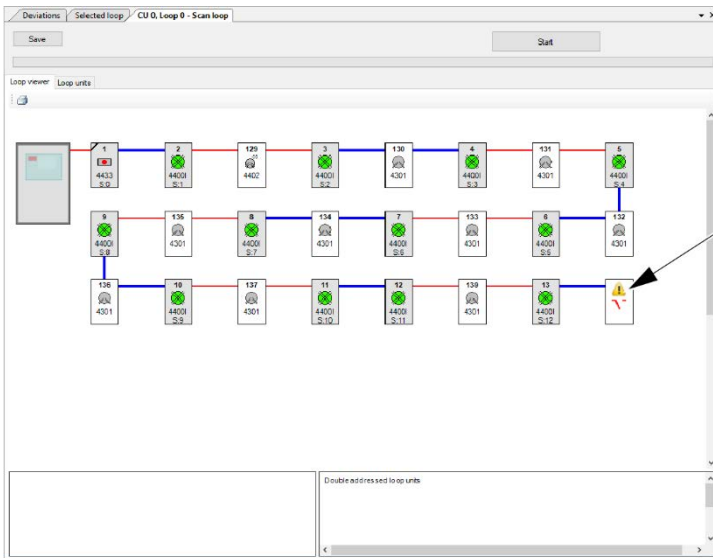 Deviations Selected loop CU 0, Loop 0 - Scan loop
Save Start
Loop viewer Loop units
1 2 129 3 130 4 131 5
4433 4400I 4402 4400I 4301 4400I 4301 4400I
S:0 S:1 S:2 S:3 S:4
9 135 8 134 7 133 6 132
4400I 4301 4400I 4301 4400I 4301 4400I 4301
S:8 S:7 S:6 S:5
136 10 137 11 12 139 13
4301 4400I 4301 4400I 4400I 4301 4400I
S:9 S:10 S:11 S:12
Double addressed loop units